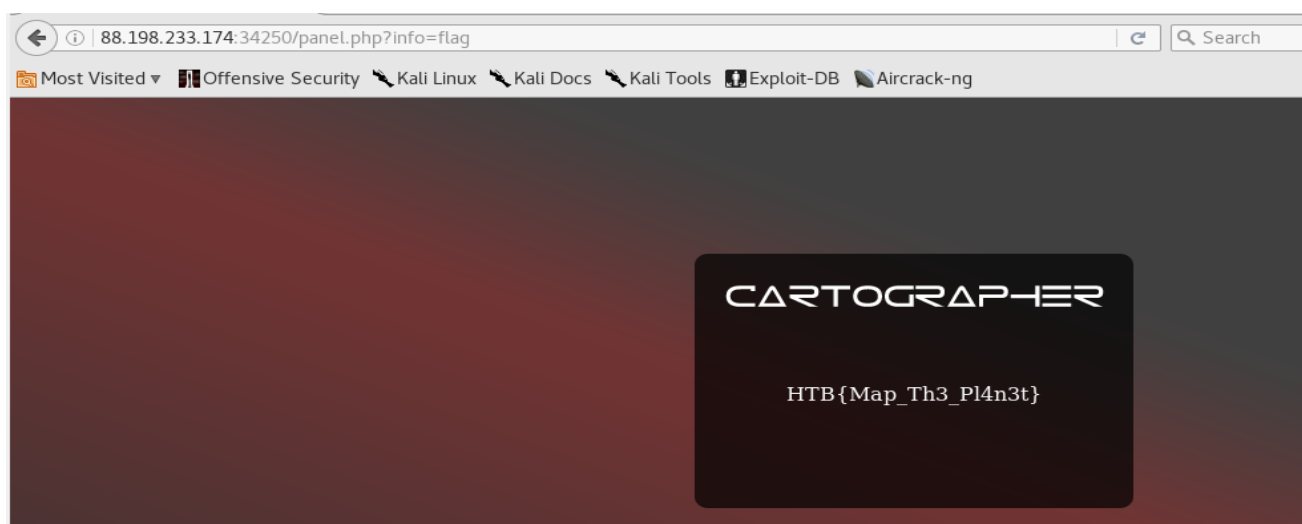 88.198.233.174:34250/panel.php?info=flag Search
Most Visited Offensive Security Kali Linux Kali Docs Kali Tools Exploit-DB Aircrack-ng
CARTOGRAPHER
HTB{Map_Th3_Pl4n3t}